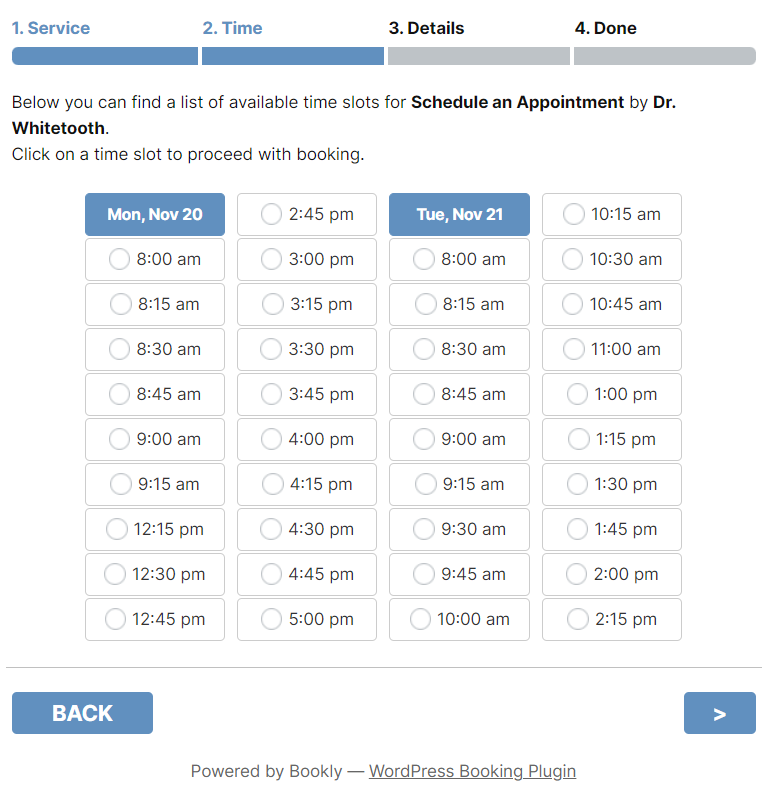 1. Service
2. Time
3. Details
4. Done
Below you can find a list of available time slots for Schedule an Appointment by Dr.
Whitetooth.
Click on a time slot to proceed with booking.
Mon, Nov 20
8:00 am
8:15 am
8:30 am
8:45 am
9:00 am
9:15 am
12:15 pm
12:30 pm
12:45 pm
2:45 pm
3:00 pm
3:15 pm
3:30 pm
3:45 pm
4:00 pm
4:15 pm
4:30 pm
4:45 pm
5:00 pm
Tue, Nov 21
8:00 am
8:15 am
8:30 am
8:45 am
9:00 am
9:15 am
9:30 am
9:45 am
10:00 am
10:15 am
10:30 am
10:45 am
11:00 am
1:00 pm
1:15 pm
1:30 pm
1:45 pm
2:00 pm
2:15 pm
BACK
>
Powered by Bookly — WordPress Booking Plugin